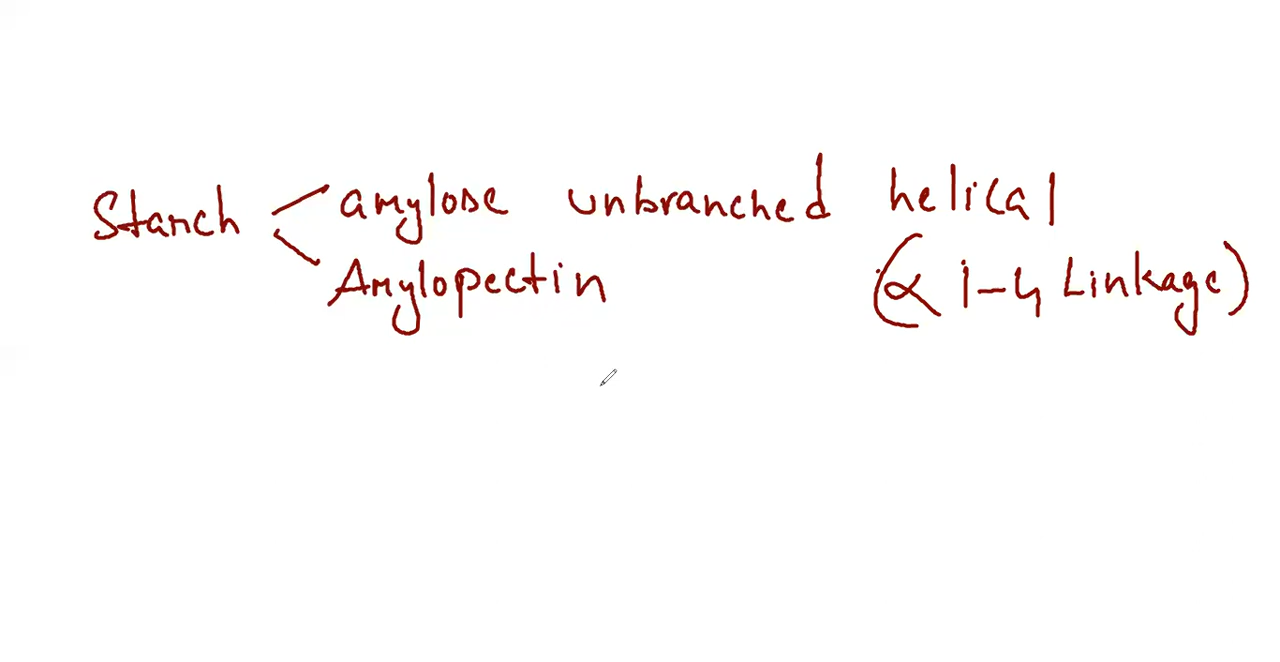 Starch < amylose unbranched helical
Amylopectin (α 1-4 Linkage)